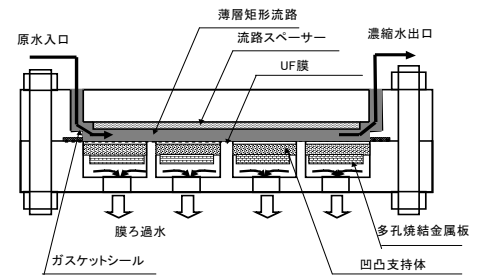 薄層矩形流路
原水入口
流路スペーサー
濃縮水出口
UF膜
膜ろ過水
多孔焼結金属板
ガスケットシール
凹凸支持体